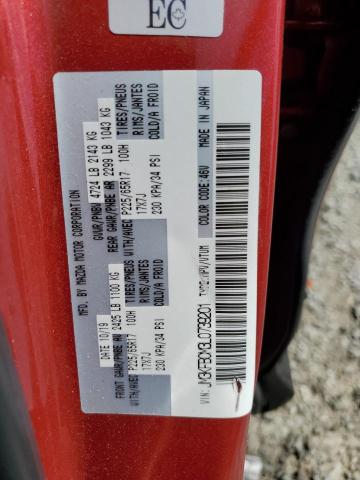 EC
MFD. BY MAZDA MOTOR CORPORATION
DATE 10/19 GVWR/PNBV 4724 LB 2143 KG
FRONT GAWR/PNBE AV 2425 LB 1100 KG REAR GAWR/PNBE AR 2299 LB 1043 KG
WITH/AVEC P225/65R17 100H TIRES/PNEUS WITH/AVEC P225/65R17 100H TIRES/PNEUS
17X7J RIMS/JANTES 17X7J RIMS/JANTES
230 KPA/34 PSI COLD/A FROID 230 KPA/34 PSI COLD/A FROID
COLOR CODE:46V MADE IN JAPAN
VIN: JM3KFBDYXL0739201